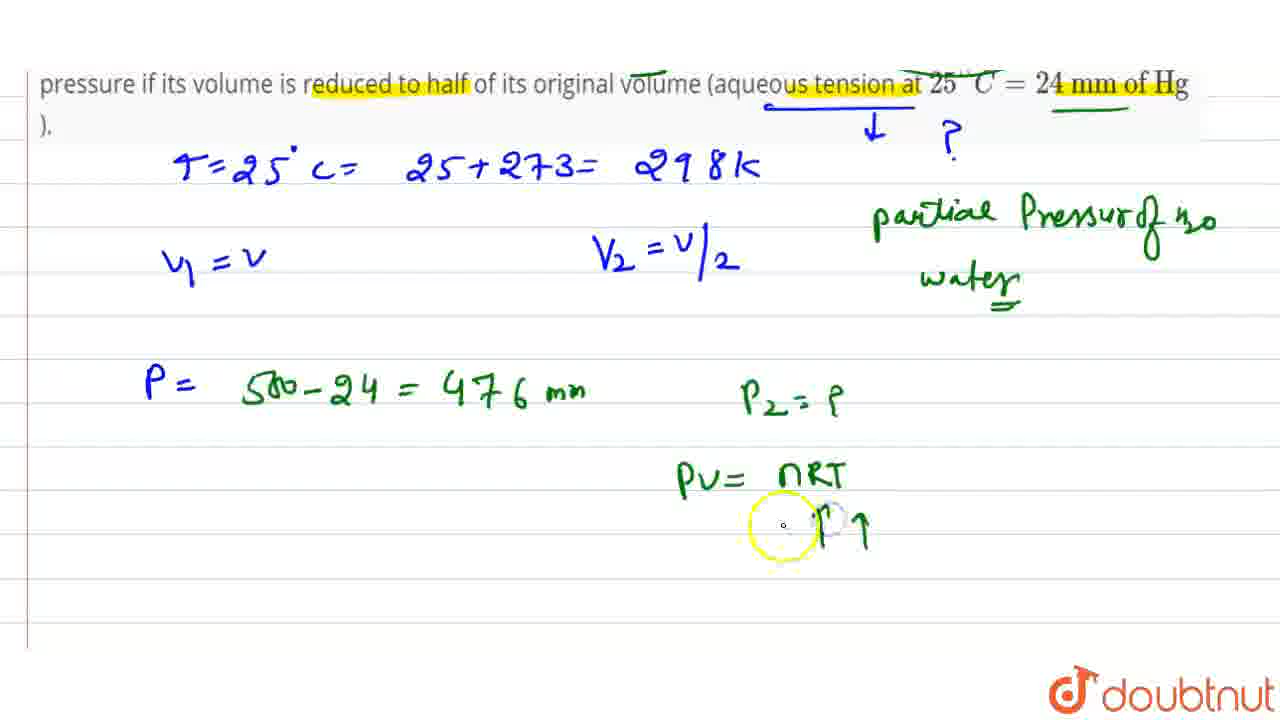 pressure if its volume is reduced to half of its original volume (aqueous tension at 25°C = 24 mm of Hg
).
?
T = 25°C = 25 + 273 = 298 K
partial Pressur of H2O
water
V1 = V
V2 = V/2
P = 500 - 24 = 476 mm
P2 = P
PV = nRT
doubtnut